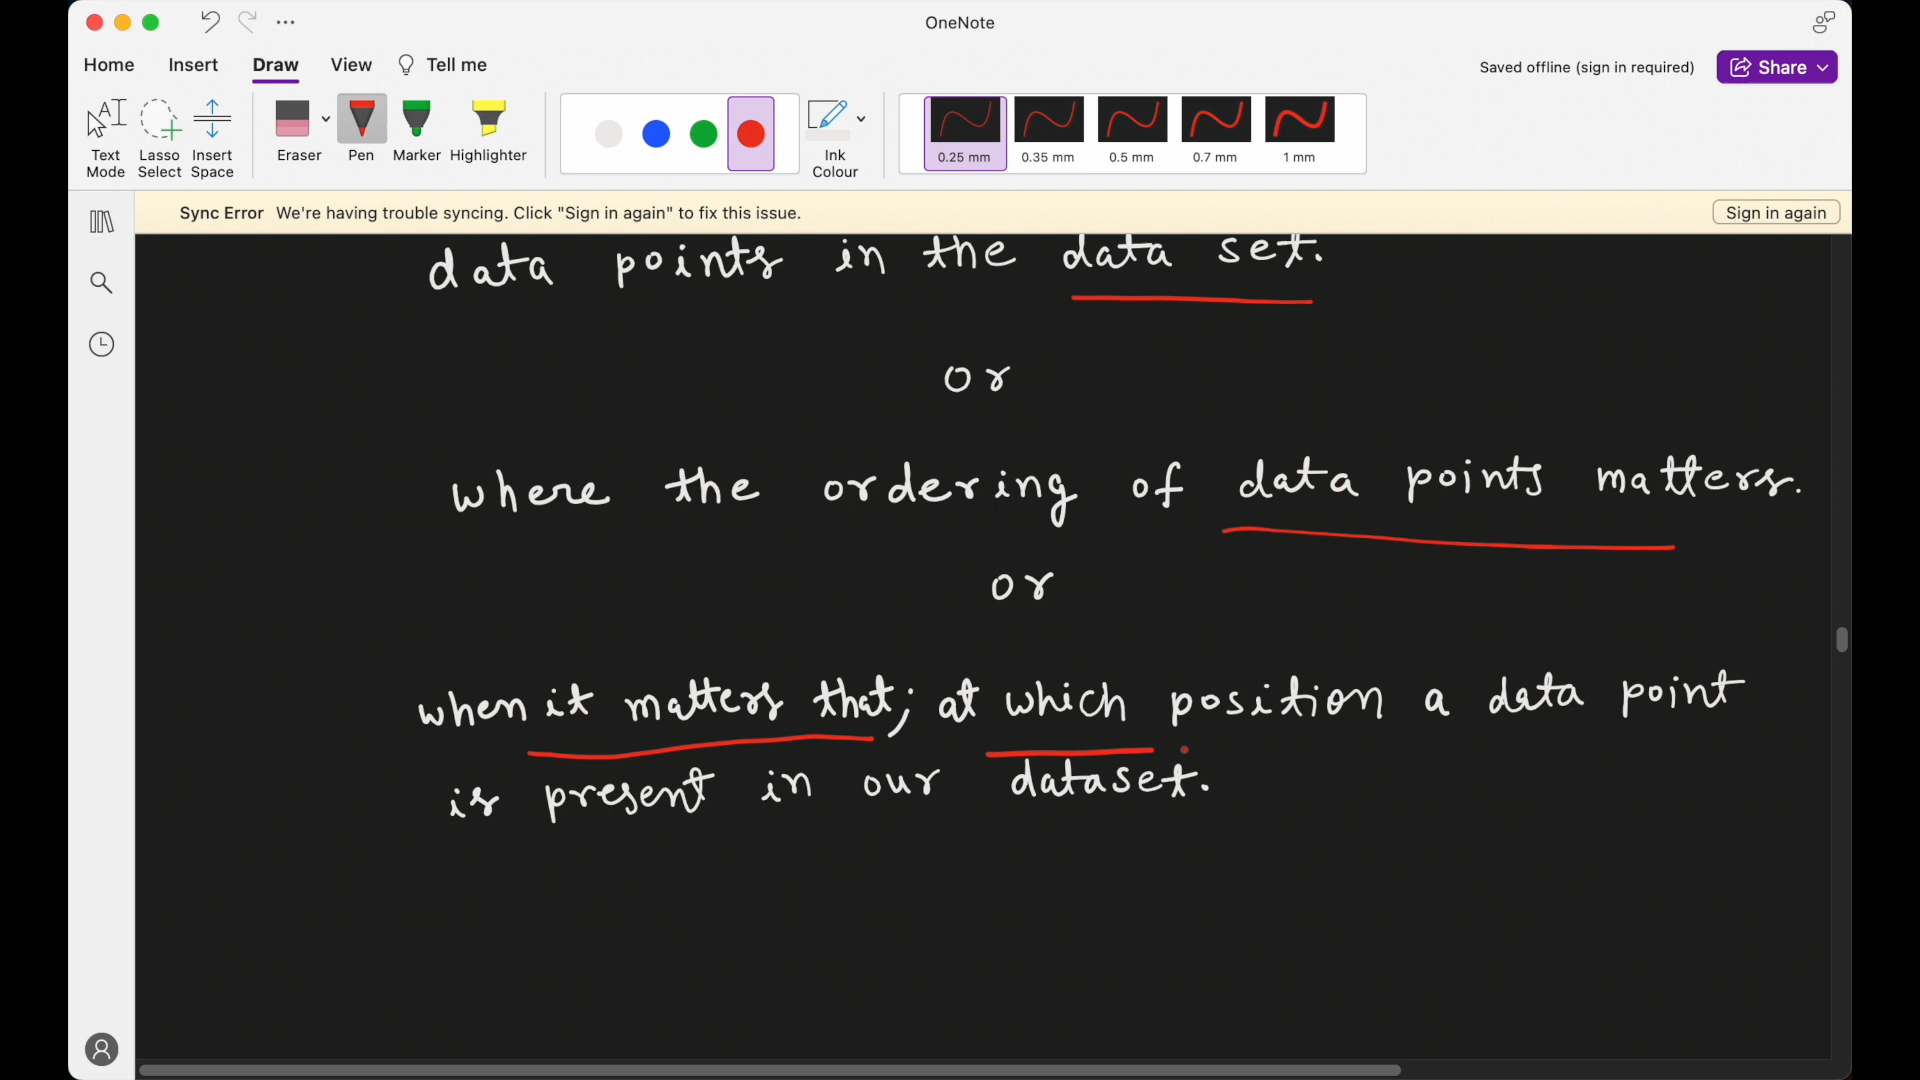 OneNote
Home Insert Draw View Tell me
Saved offline (sign in required) Share
Text Mode Lasso Select Insert Space Eraser Pen Marker Highlighter Ink Colour 0.25 mm 0.35 mm 0.5 mm 0.7 mm 1 mm
Sync Error We're having trouble syncing. Click "Sign in again" to fix this issue. Sign in again
data points in the data set.
or
where the ordering of data points matters.
or
when it matters that; at which position a data point
is present in our dataset.